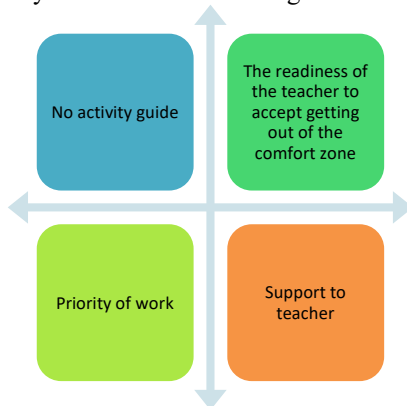 No activity guide
The readiness of
the teacher to
accept getting
out of the
comfort zone
Priority of work
Support to
teacher